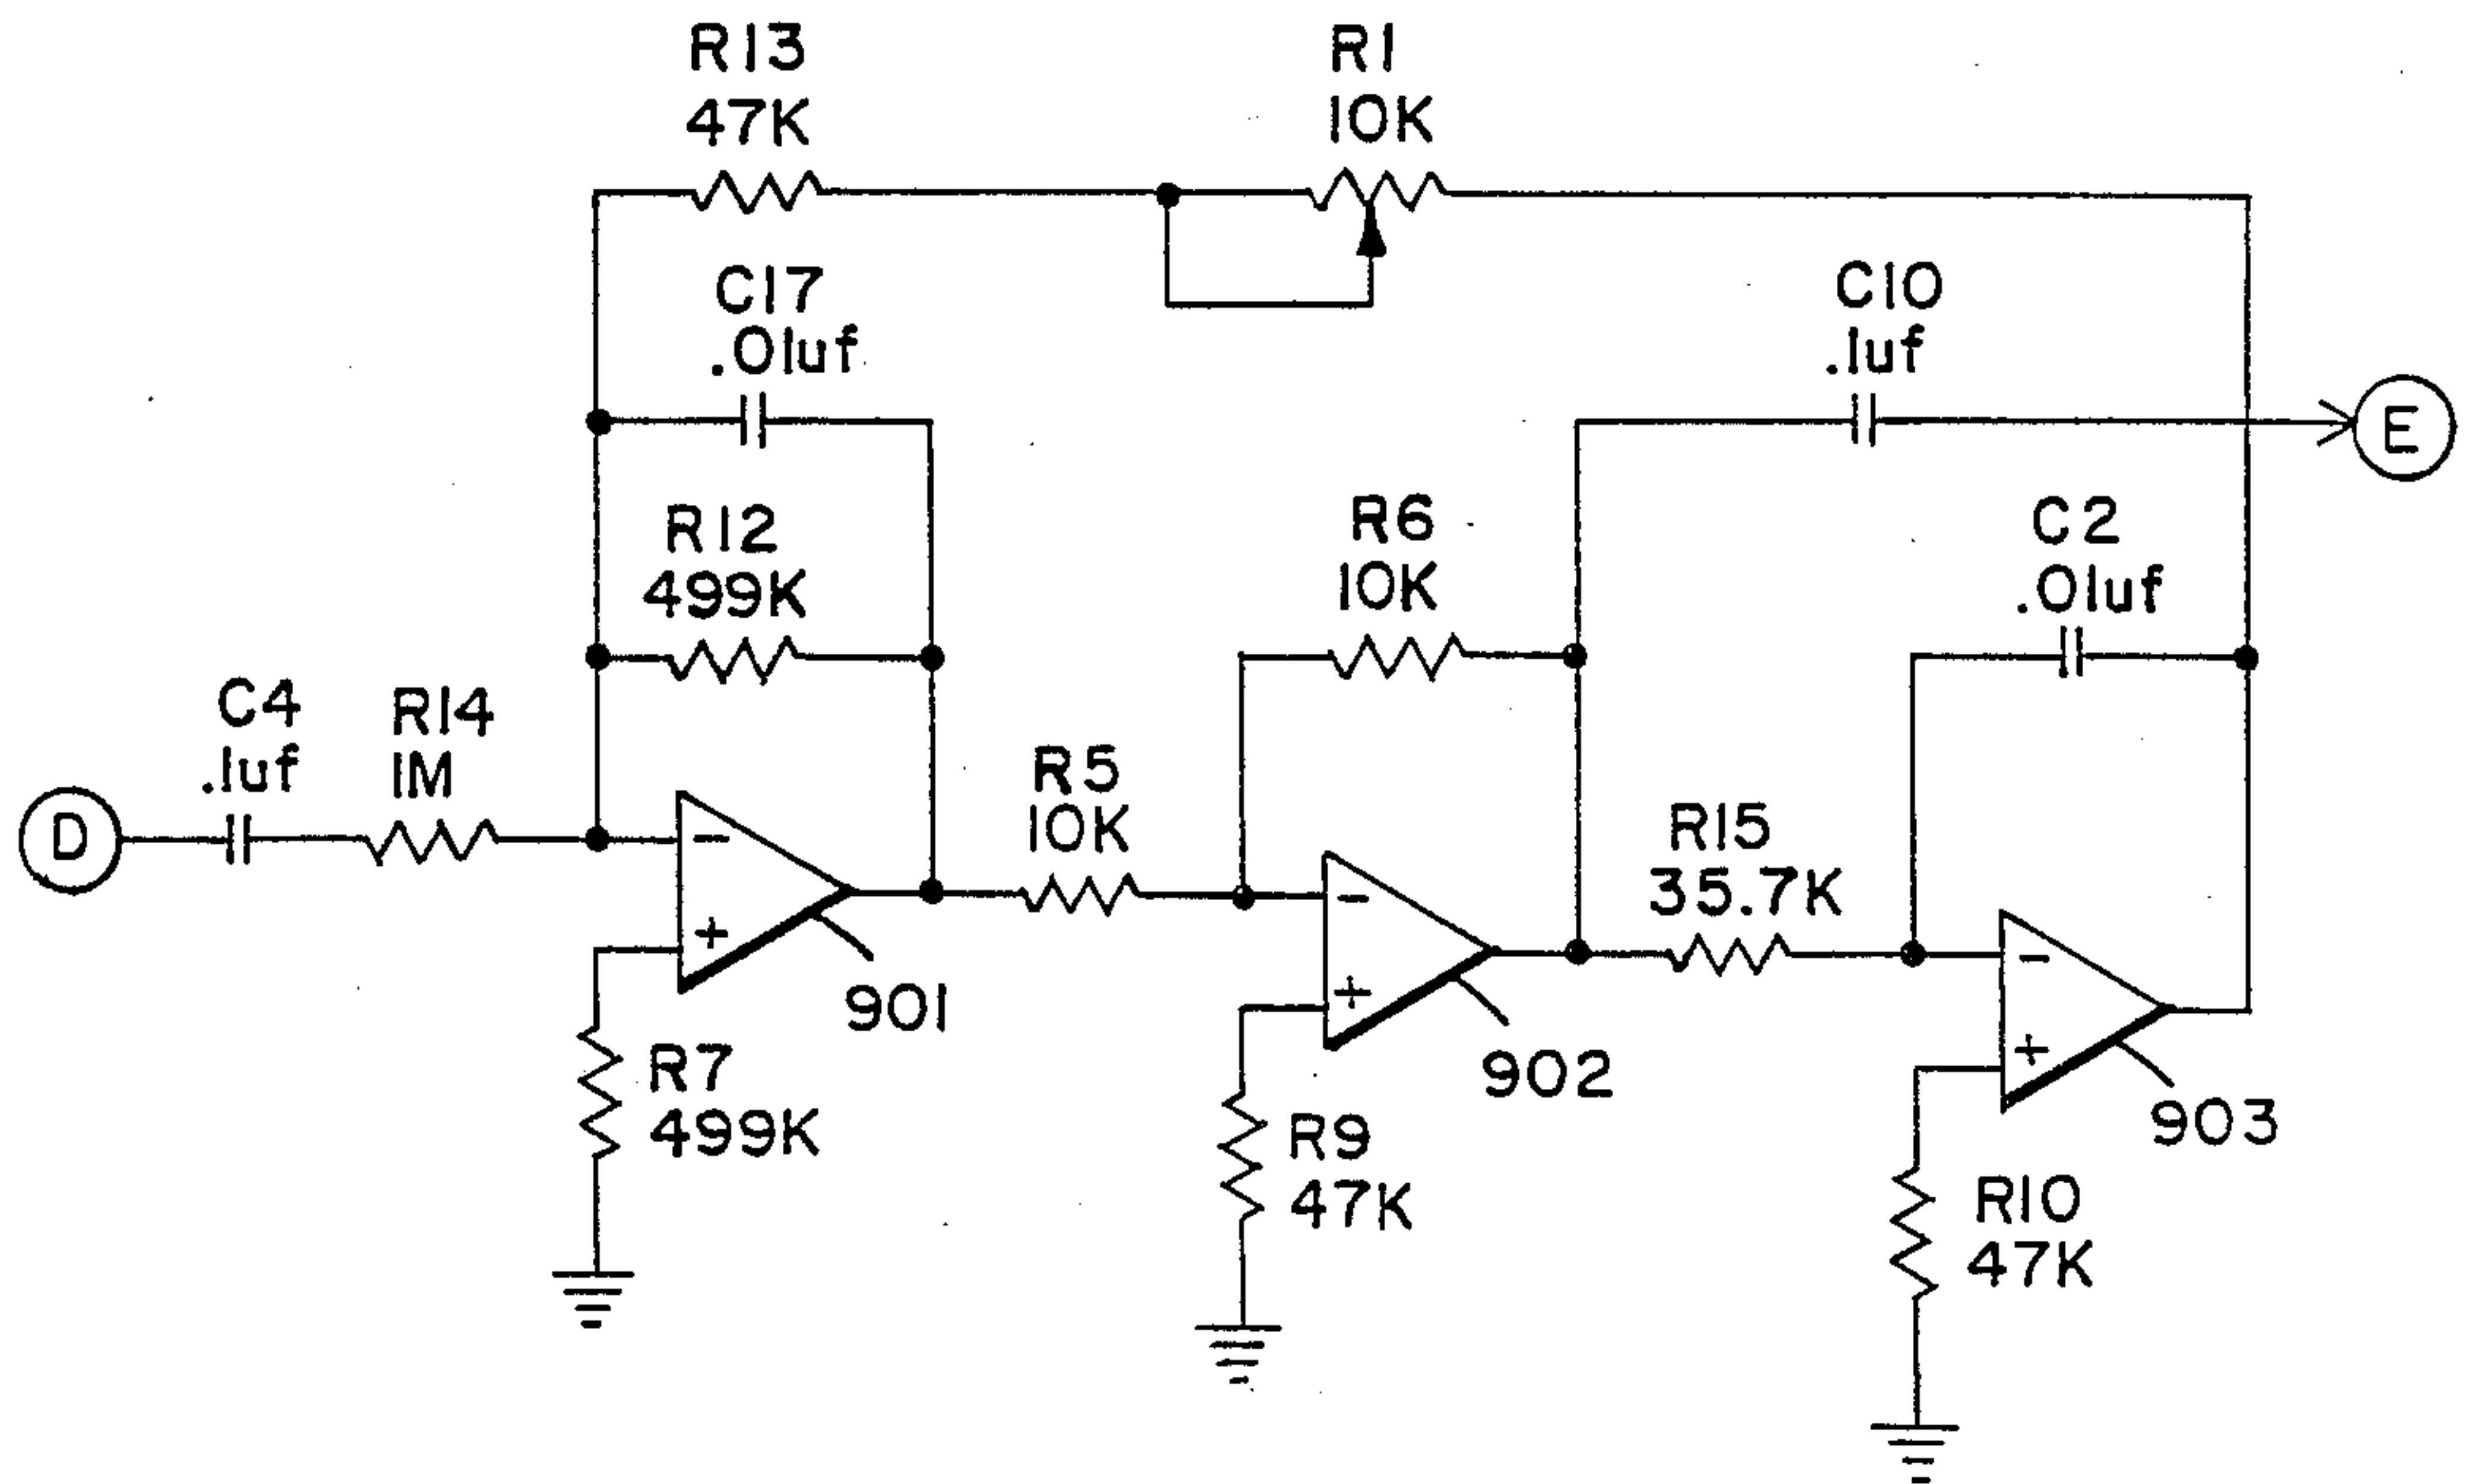 R13
47K
R1
10K
C17
.01uf
C10
.1uf
E
R12
499K
R6
10K
C2
.01uf
C4
.1uf
R14
1M
R5
10K
R15
35.7K
D
-
+
901
-
+
902
-
+
903
R7
499K
R9
47K
R10
47K